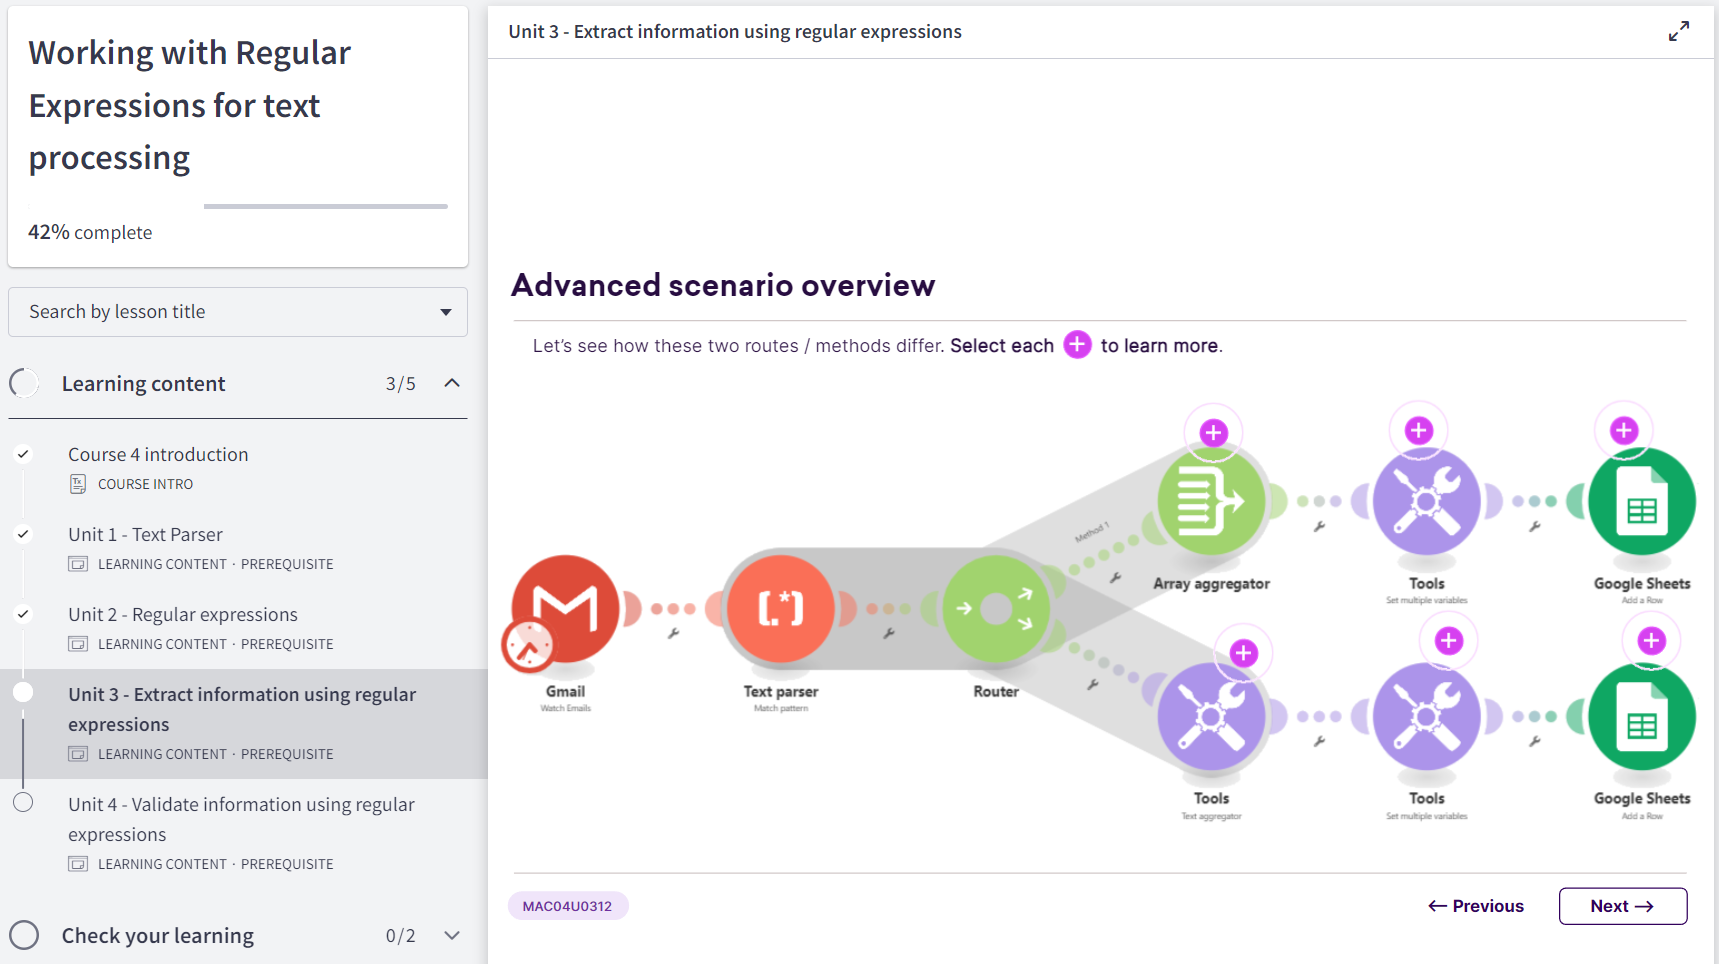 Working with Regular
Expressions for text
processing
42% complete
Search by lesson title
Learning content 3/5
Course 4 introduction
COURSE INTRO
Unit 1 - Text Parser
LEARNING CONTENT · PREREQUISITE
Unit 2 - Regular expressions
LEARNING CONTENT · PREREQUISITE
Unit 3 - Extract information using regular
expressions
LEARNING CONTENT · PREREQUISITE
Unit 4 - Validate information using regular
expressions
LEARNING CONTENT · PREREQUISITE
Check your learning 0/2
Unit 3 - Extract information using regular expressions
Advanced scenario overview
Let's see how these two routes / methods differ. Select each + to learn more.
Method 1
Array aggregator
Tools
Set multiple variables
Google Sheets
Add a Row
Gmail
Watch Emails
Text parser
Match pattern
Router
Tools
Text aggregator
Tools
Set multiple variables
Google Sheets
Add a Row
MAC04U0312
← Previous
Next →